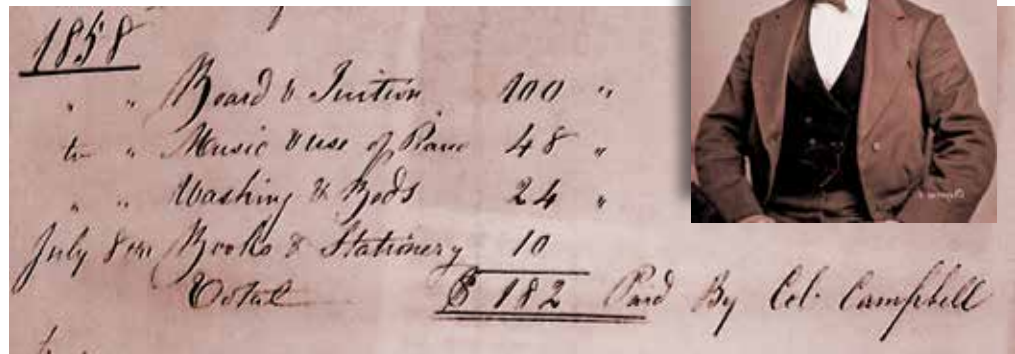 1858
" " Board & Tuition 100 "
to " Music & use of Piano 48 "
" " Washing & Beds 24 "
July 8 Books & Stationery 10
Total $ 182 Paid By Col. Campbell